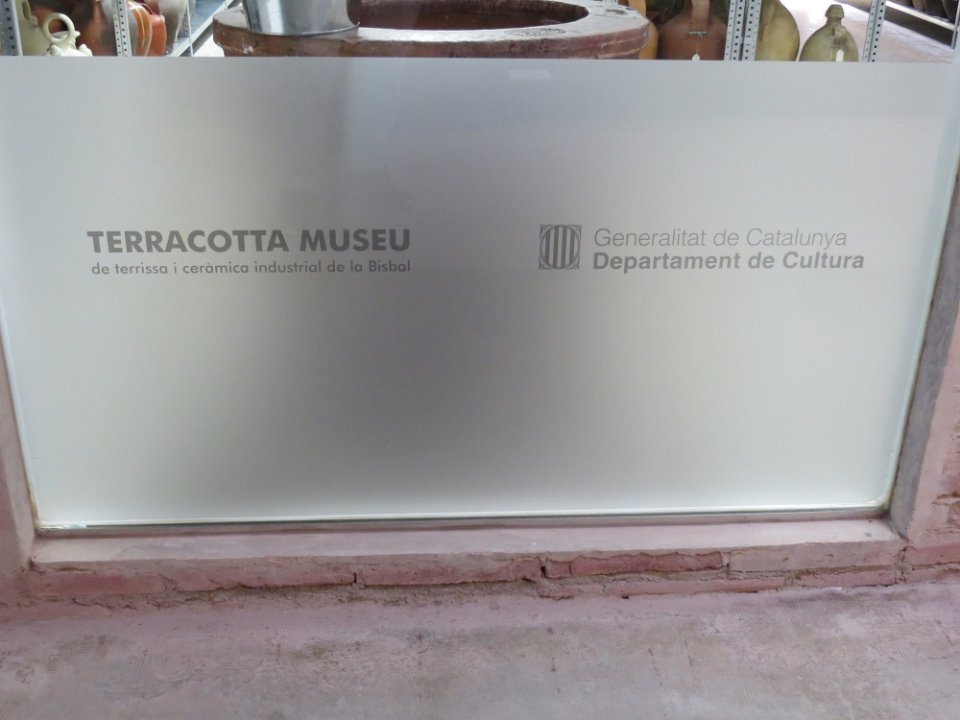 TERRACOTTA MUSEU
de terrissa i ceràmica industrial de la Bisbal
Generalitat de Catalunya
Departament de Cultura